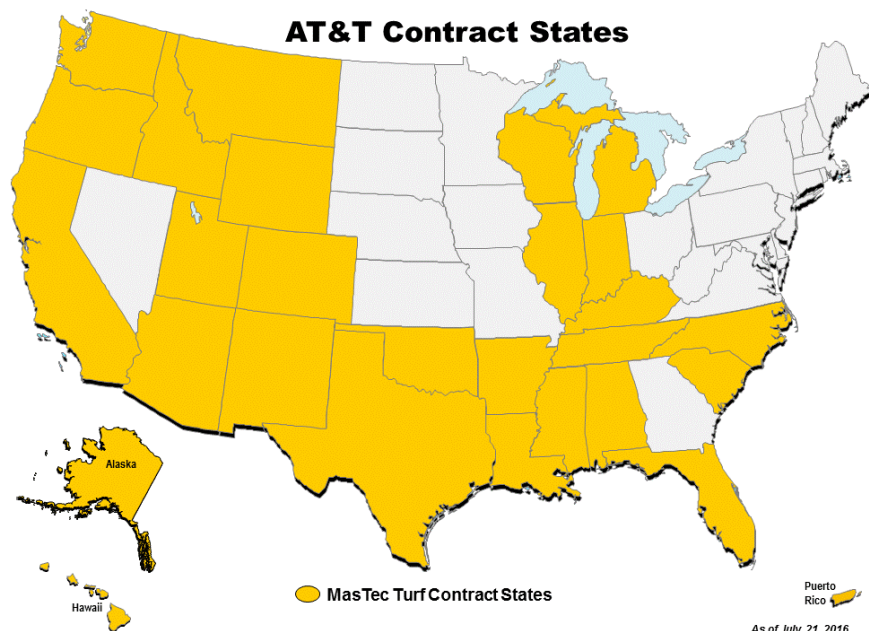 AT&T Contract States
Alaska
Hawaii
MasTec Turf Contract States
Puerto
Rico
As of July, 21, 2016